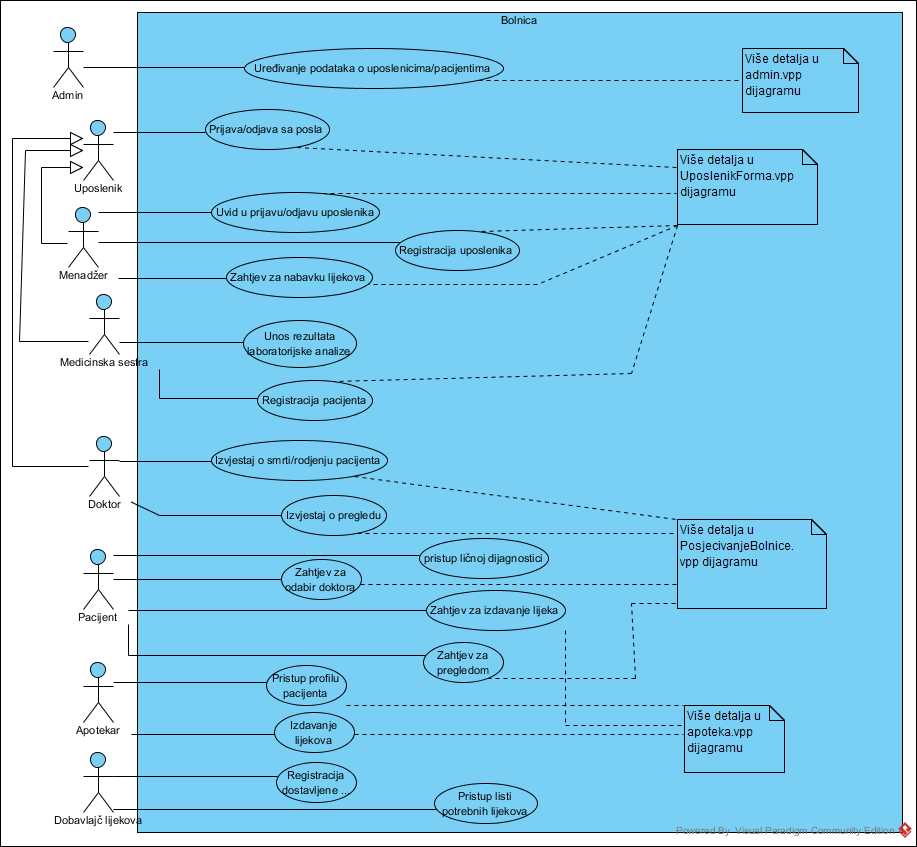 Bolnica
Admin
Uređivanje podataka o uposlenicima/pacijentima
Više detalja u
admin.vpp
dijagramu
Uposlenik
Prijava/odjava sa posla
Više detalja u
UposlenikForma.vpp
dijagramu
Menadžer
Uvid u prijavu/odjavu uposlenika
Registracija uposlenika
Zahtjev za nabavku lijekova
Medicinska sestra
Unos rezultata
laboratorijske analize
Registracija pacijenta
Doktor
Izvjestaj o smrti/rodjenju pacijenta
Izvjestaj o pregledu
Više detalja u
PosjecivanjeBolnice.
vpp dijagramu
Pacijent
pristup ličnoj dijagnostici
Zahtjev za
odabir doktora
Zahtjev za izdavanje lijeka
Zahtjev za
pregledom
Apotekar
Pristup profilu
pacijenta
Izdavanje
lijekova
Više detalja u
apoteka.vpp
dijagramu
Dobavlajč lijekova
Registracija
dostavljene ...
Pristup listi
potrebnih lijekova
Powered By Visual Paradigm Community Edition